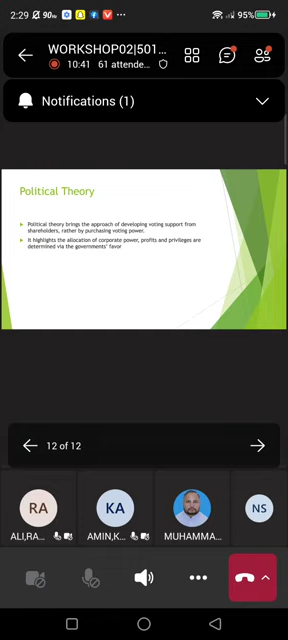 2:29
90
95%
WORKSHOP02|501...
10:41 61 attende...
Notifications (1)
Political Theory
Political theory brings the approach of developing voting support from
shareholders, rather by purchasing voting power.
It highlights the allocation of corporate power, profits and privileges are
determined via the governments' favor
12 of 12
RA
KA
NS
ALI,RA...
AMIN,K...
MUHAMMA...